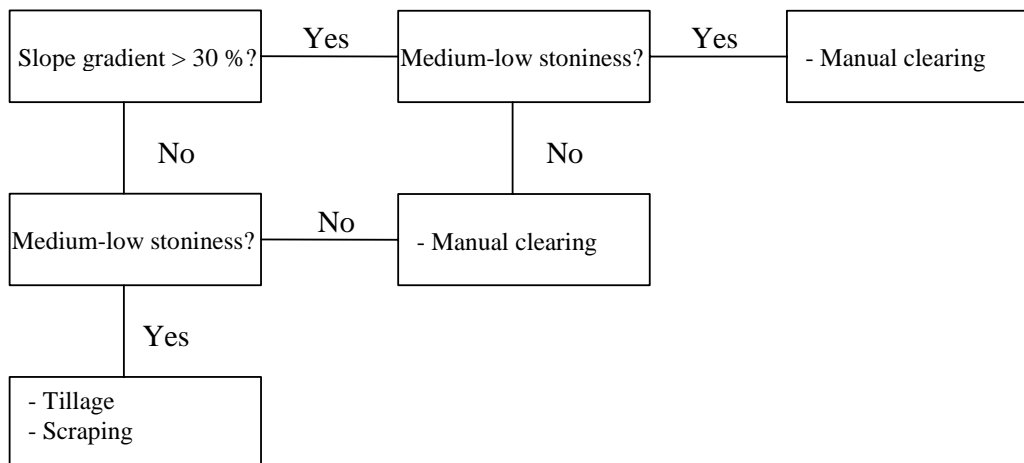 Slope gradient > 30 %?
Yes
Medium-low stoniness?
Yes
- Manual clearing
No
No
Medium-low stoniness?
No
- Manual clearing
Yes
- Tillage
- Scraping